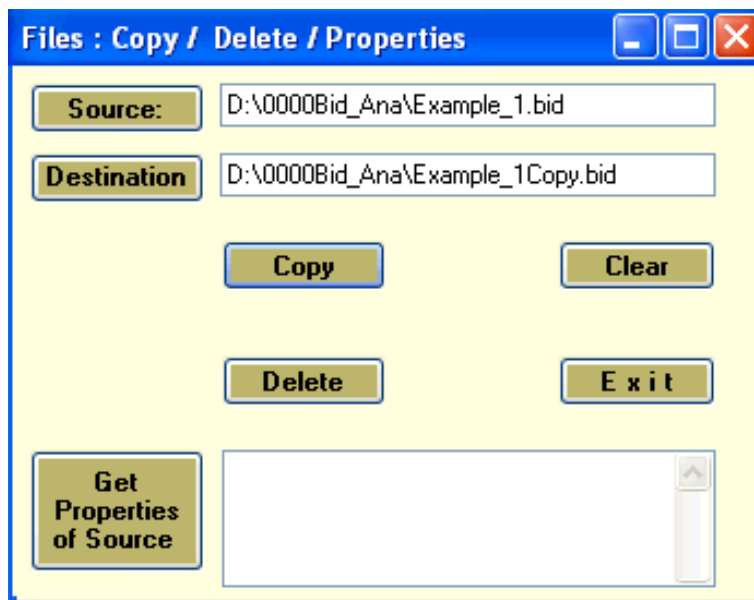 Files : Copy / Delete / Properties
Source:
D:\0000Bid_Ana\Example_1.bid
Destination
D:\0000Bid_Ana\Example_1Copy.bid
Copy
Clear
Delete
E x i t
Get
Properties
of Source